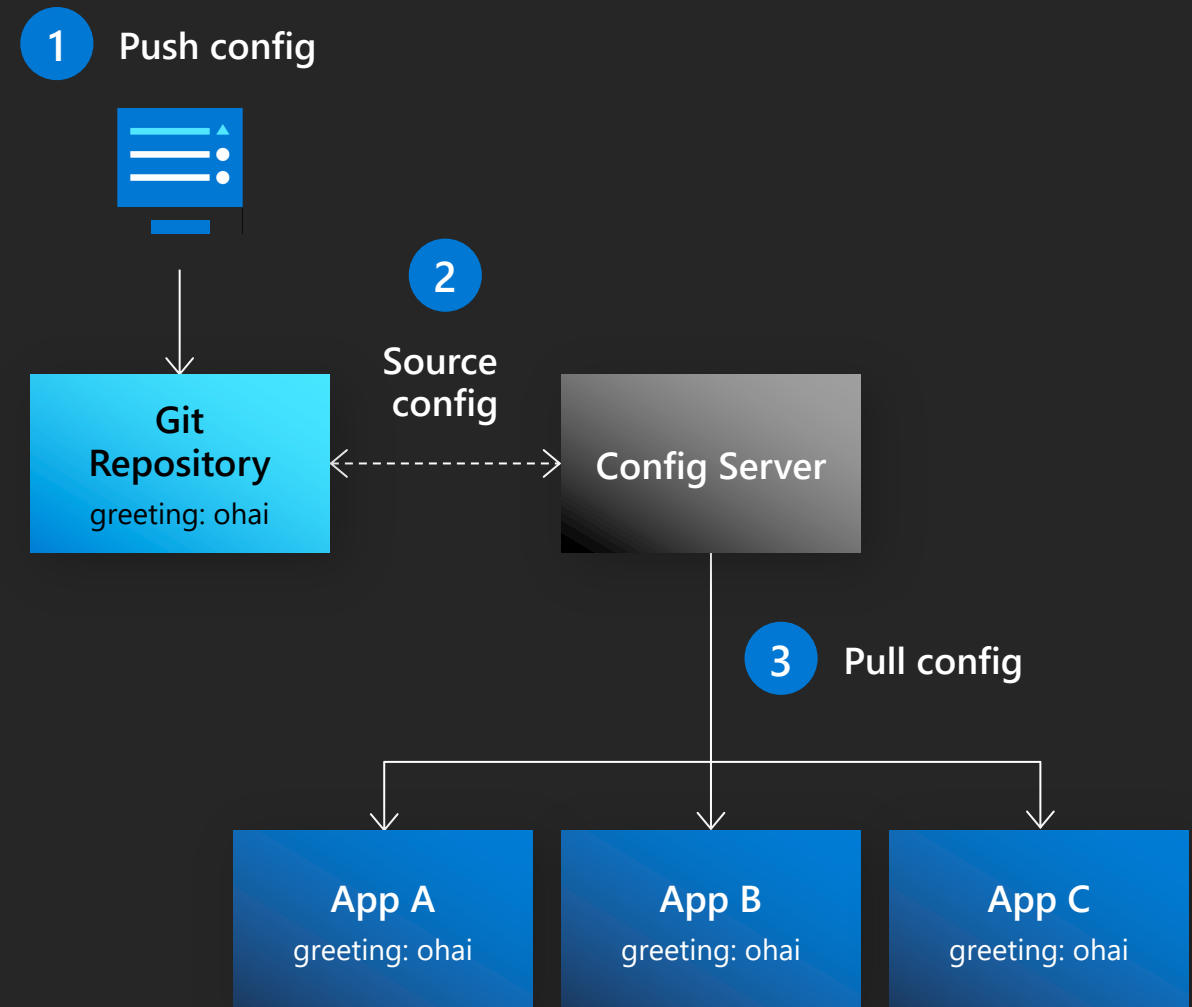 1
Push config
2
Source
config
Git
Repository
greeting: ohai
Config Server
3
Pull config
App A
greeting: ohai
App B
greeting: ohai
App C
greeting: ohai